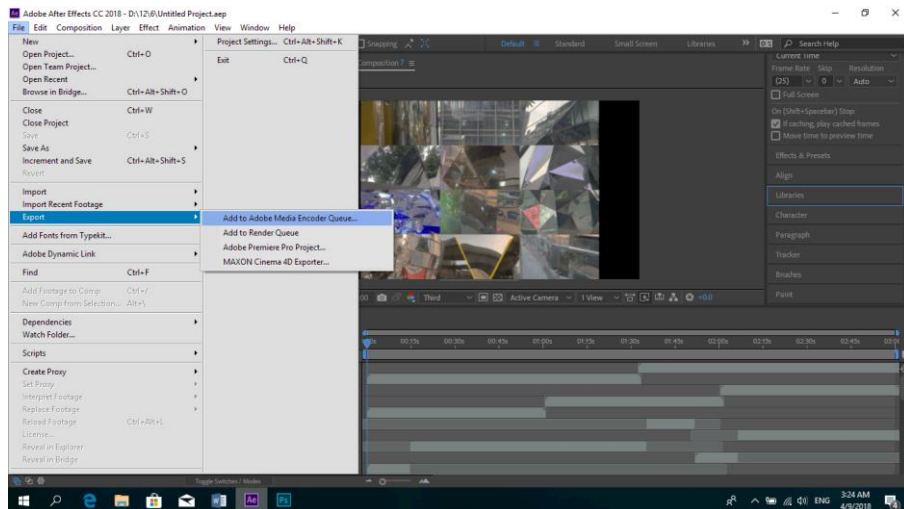 Adobe After Effects CC 2018 - D:\12\6\Untitled Project.aep
File Edit Composition Layer Effect Animation View Window Help
New
Open Project... Ctrl+O
Open Team Project...
Open Recent
Browse in Bridge... Ctrl+Alt+Shift+O
Close Ctrl+W
Close Project
Save Ctrl+S
Save As
Increment and Save Ctrl+Alt+Shift+S
Revert
Import
Import Recent Footage
Export
Add Fonts from Typekit...
Adobe Dynamic Link
Find Ctrl+F
Add Footage to Comp Ctrl+/
New Comp from Selection... Alt+\
Dependencies
Watch Folder...
Scripts
Create Proxy
Set Proxy
Interpret Footage
Replace Footage
Reload Footage Ctrl+Alt+L
License...
Reveal in Explorer
Reveal in Bridge
Project Settings... Ctrl+Alt+Shift+K
Exit Ctrl+Q
Add to Adobe Media Encoder Queue...
Add to Render Queue
Adobe Premiere Pro Project...
MAXON Cinema 4D Exporter...
Snapping Default Standard Small Screen Libraries Search Help
Composition 7
Current Time
Frame Rate Skip Resolution
(25) 0 Auto
Full Screen
On (Shift+Spacebar) Stop:
If caching, play cached frames
Move time to preview time
Effects & Presets
Align
Libraries
Character
Paragraph
Tracker
Brushes
Paint
Third Active Camera 1 View +0.0
00:15s 00:30s 00:45s 01:00s 01:15s 01:30s 01:45s 02:00s 02:15s 02:30s 02:45s 03:0
Toggle Switches / Modes
ENG
3:24 AM
4/9/2018